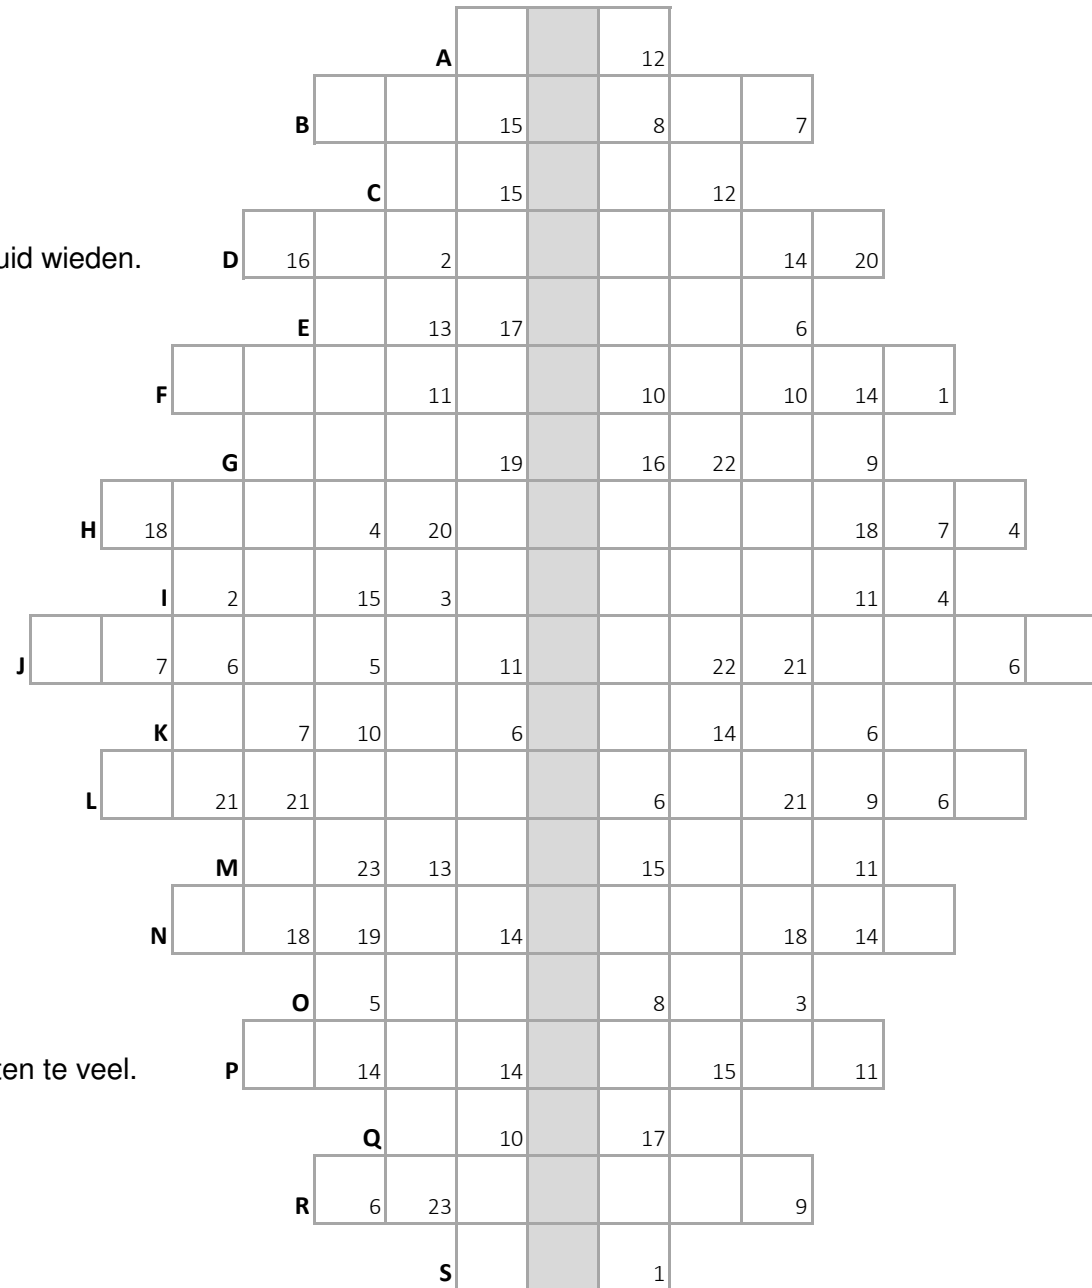 A 12
B 15 8 7
C 15 12
uid wieden. D 16 2 14 20
E 13 17 6
F 11 10 10 14 1
G 19 16 22 9
H 18 4 20 18 7 4
I 2 15 3 11 4
J 7 6 5 11 22 21 6
K 7 10 6 14 6
L 21 21 6 21 9 6
M 23 13 15 11
N 18 19 14 18 14
O 5 8 3
ten te veel. P 14 14 15 11
Q 10 17
R 6 23 9
S 1